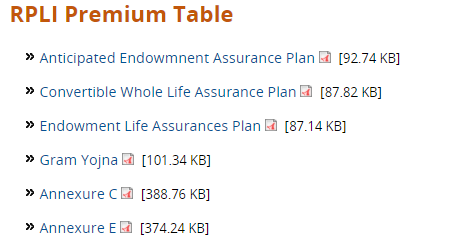 RPLI Premium Table
» Anticipated Endowmnent Assurance Plan [92.74 KB]
» Convertible Whole Life Assurance Plan [87.82 KB]
» Endowment Life Assurances Plan [87.14 KB]
» Gram Yojna [101.34 KB]
» Annexure C [388.76 KB]
» Annexure E [374.24 KB]